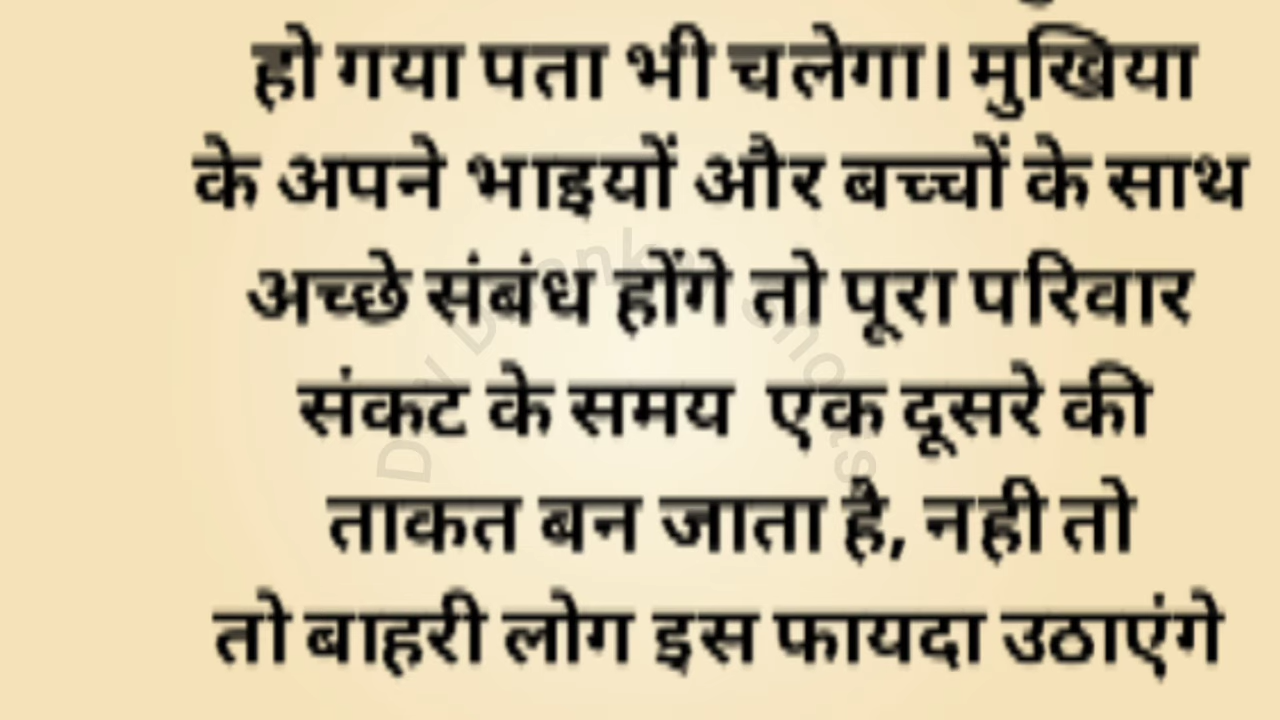 हो गया पता भी चलेगा। मुखिया
के अपने भाइयों और बच्चों के साथ
अच्छे संबंध होंगे तो पूरा परिवार
संकट के समय एक दूसरे की
ताकत बन जाता है, नही तो
तो बाहरी लोग इस फायदा उठाएंगे